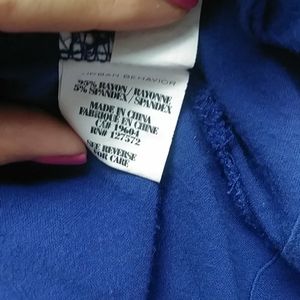 URBAN BEHAVIOR
95% RAYON/RAYONNE
5% SPANDEX/SPANDEX
MADE IN CHINA
FABRIQUE EN CHINE
CA# 19604
RN# 127572
SEE REVERSE
FOR CARE